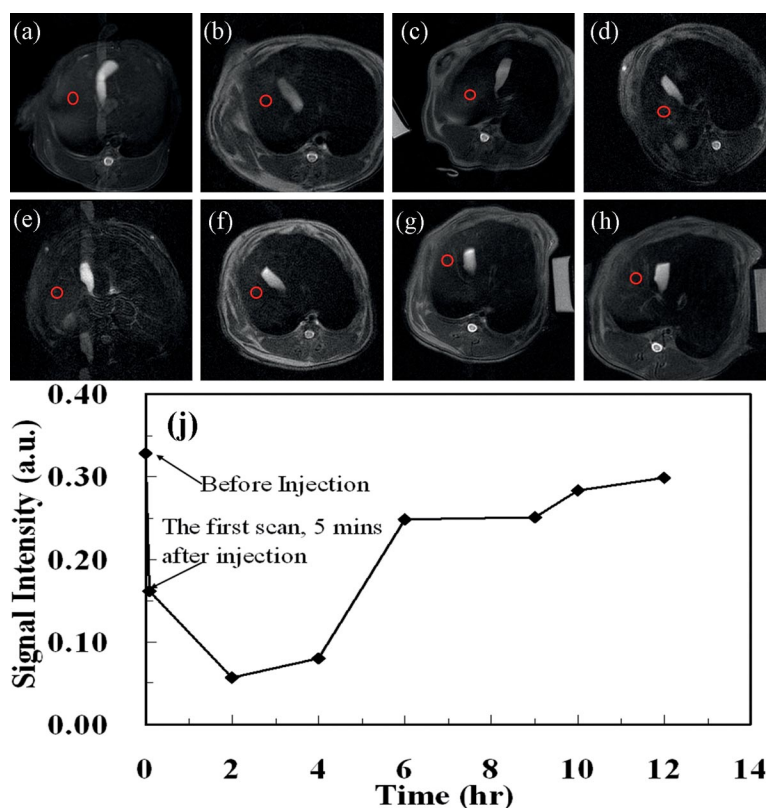 (a) (b) (c) (d)
(e) (f) (g) (h)
(j)
0.40
0.30
0.20
0.10
0.00
Signal Intensity (a.u.)
Before Injection
The first scan, 5 mins
after injection
0 2 4 6 8 10 12 14
Time (hr)